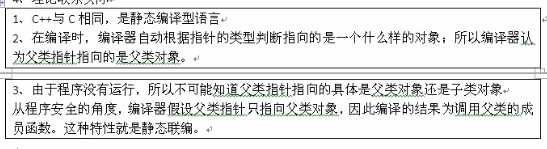 1、C++与C相同，是静态编译型语言
2、在编译时，编译器自动根据指针的类型判断指向的是一个什么样的对象；所以编译器认
为父类指针指向的是父类对象。
3、由于程序没有运行，所以不可能知道父类指针指向的具体是父类对象还是子类对象
从程序安全的角度，编译器假设父类指针只指向父类对象，因此编译的结果为调用父类的成
员函数。这种特性就是静态联编。